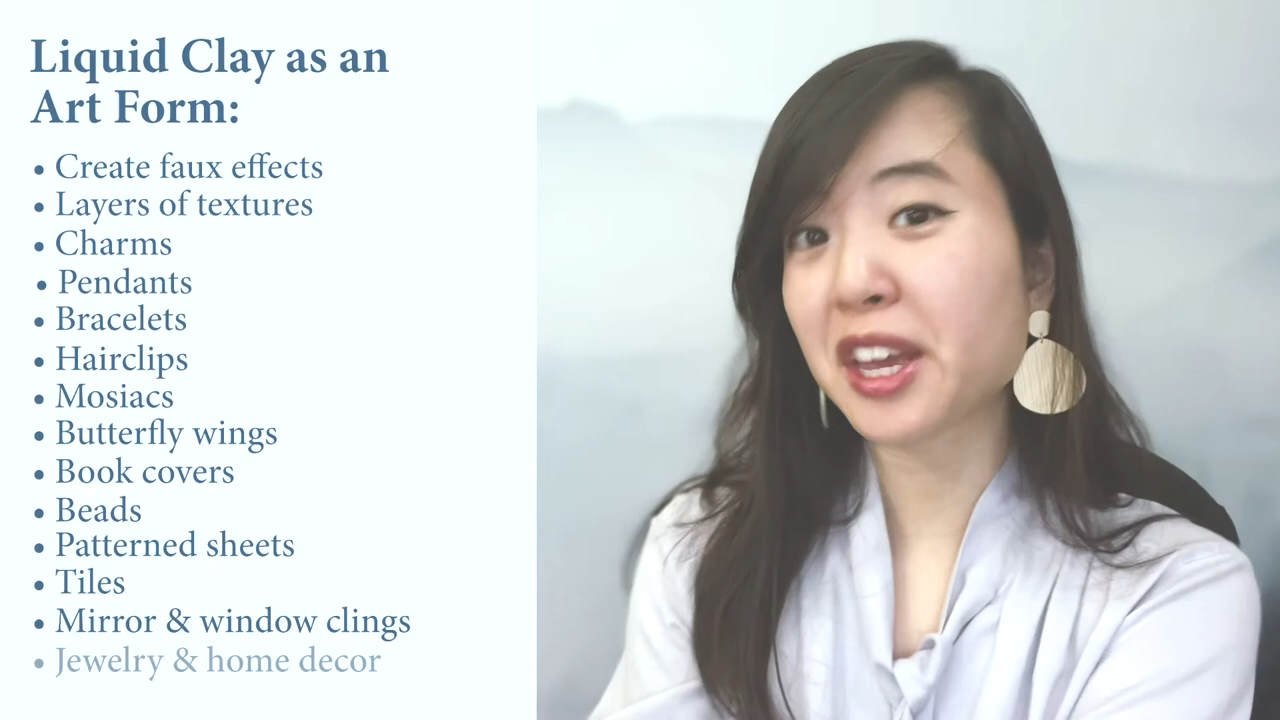 Liquid Clay as an
Art Form:
• Create faux effects
• Layers of textures
• Charms
• Pendants
• Bracelets
• Hairclips
• Mosiacs
• Butterfly wings
• Book covers
• Beads
• Patterned sheets
• Tiles
• Mirror & window clings
• Jewelry & home decor